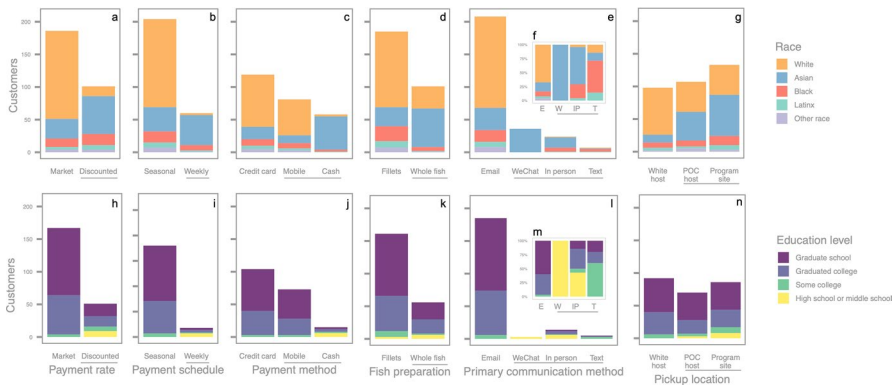 a
b
c
d
e
f
g
200
150
100
50
0
Customers
100%
75%
50%
25%
0%
E W IP T
Market Discounted
Seasonal Weekly
Credit card Mobile Cash
Fillets Whole fish
Email WeChat In person Text
White host POC host Program site
Race
White
Asian
Black
Latinx
Other race
h
i
j
k
l
m
n
200
150
100
50
0
Customers
100%
75%
50%
25%
0%
E W IP T
Market Discounted
Seasonal Weekly
Credit card Mobile Cash
Fillets Whole fish
Email WeChat In person Text
White host POC host Program site
Payment rate
Payment schedule
Payment method
Fish preparation
Primary communication method
Pickup location
Education level
Graduate school
Graduated college
Some college
High school or middle school